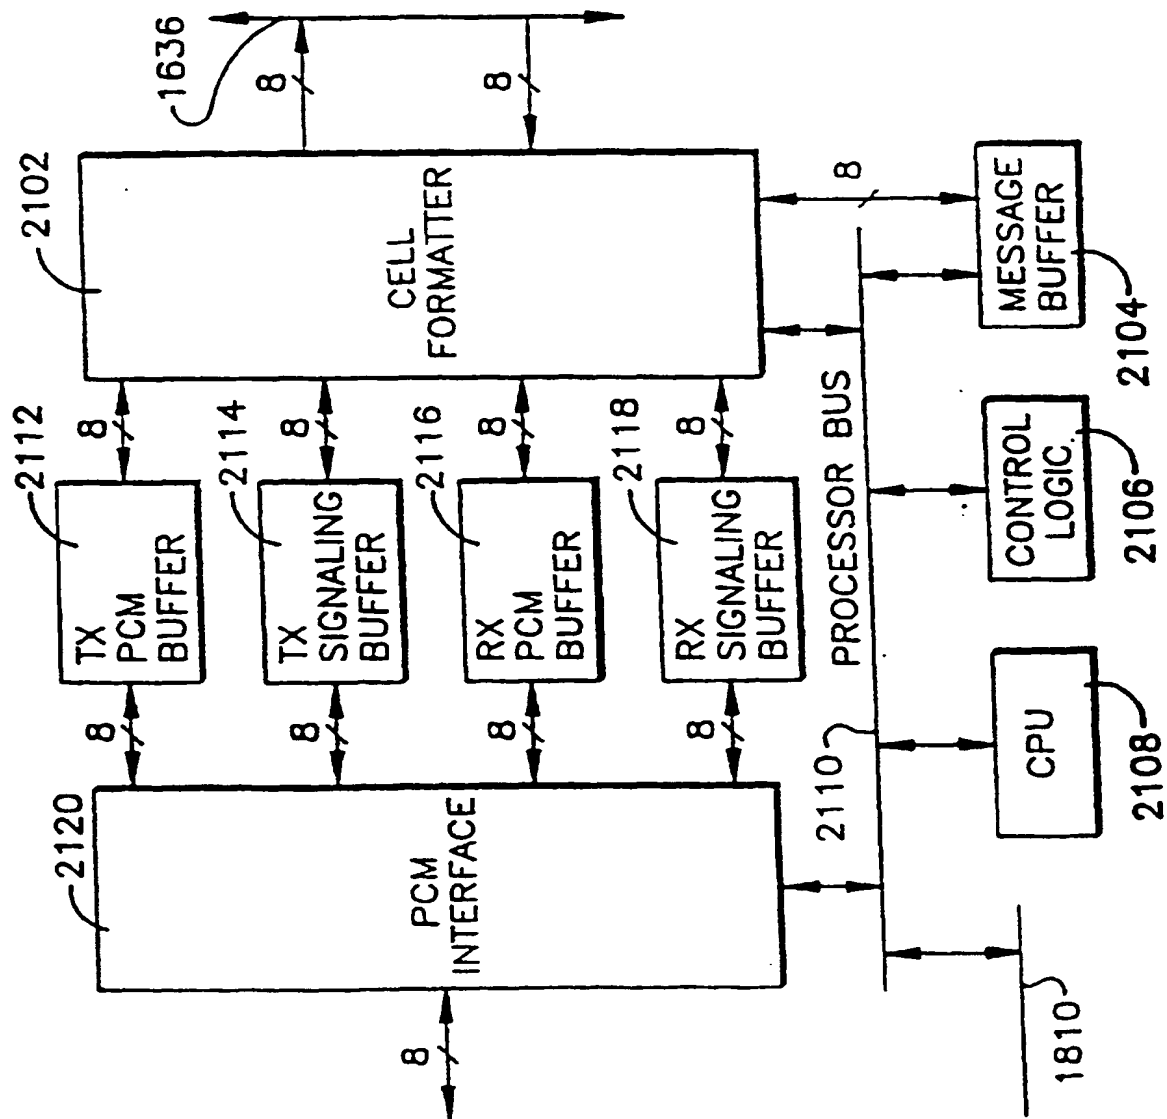 1636
8
8
2102
CELL
FORMATTER
8
8
8
8
8
2112
2114
2116
2118
TX
PCM
BUFFER
TX
SIGNALING
BUFFER
RX
PCM
BUFFER
RX
SIGNALING
BUFFER
8
8
8
8
2120
PCM
INTERFACE
8
PROCESSOR BUS
2110
MESSAGE
BUFFER
2104
CONTROL
LOGIC
2106
CPU
2108
1810